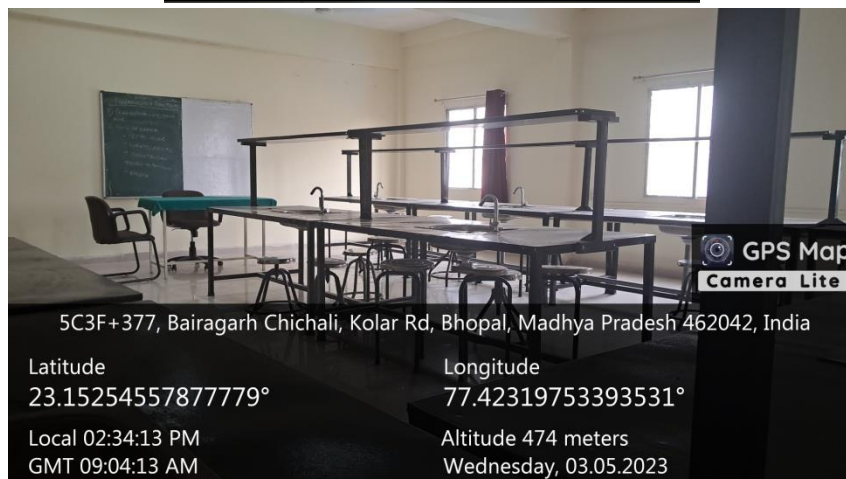 GPS Map
Camera Lite
5C3F+377, Bairagarh Chichali, Kolar Rd, Bhopal, Madhya Pradesh 462042, India
Latitude
23.15254557877779°
Longitude
77.42319753393531°
Local 02:34:13 PM
GMT 09:04:13 AM
Altitude 474 meters
Wednesday, 03.05.2023